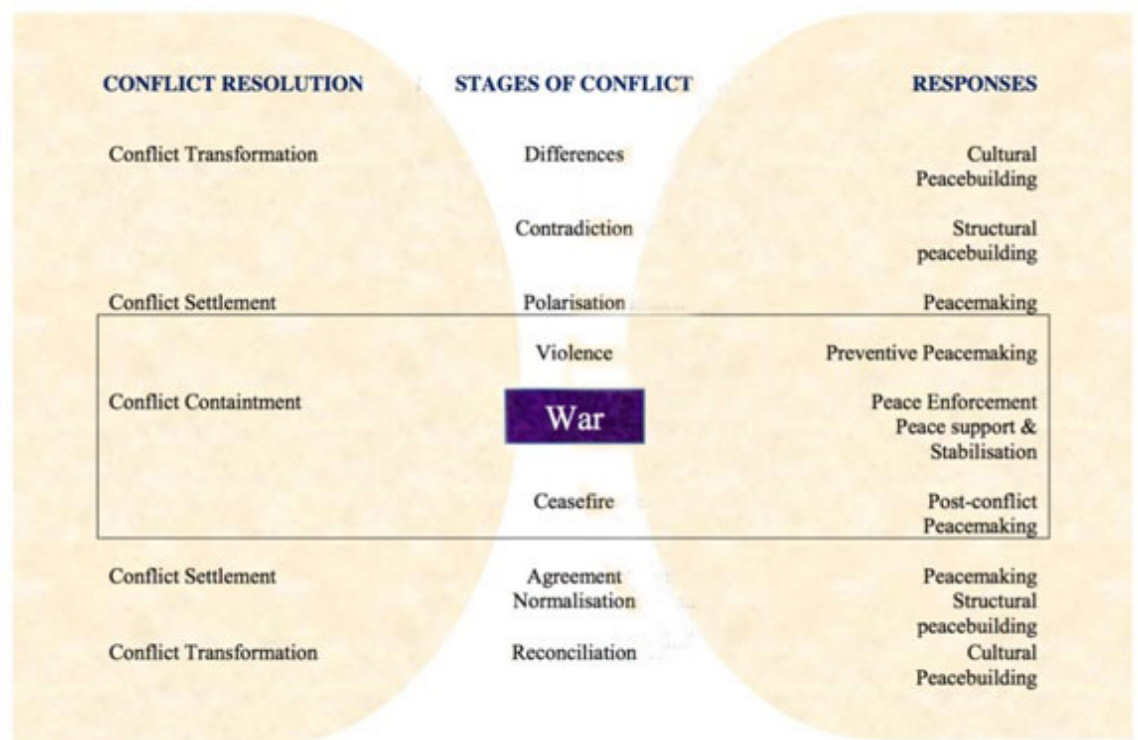 CONFLICT RESOLUTION STAGES OF CONFLICT RESPONSES
Conflict Transformation Differences Cultural
Peacebuilding
Contradiction Structural
peacebuilding
Conflict Settlement Polarisation Peacemaking
Violence Preventive Peacemaking
Conflict Containtment War Peace Enforcement
Peace support &
Stabilisation
Ceasefire Post-conflict
Peacemaking
Conflict Settlement Agreement Peacemaking
Normalisation Structural
peacebuilding
Conflict Transformation Reconciliation Cultural
Peacebuilding